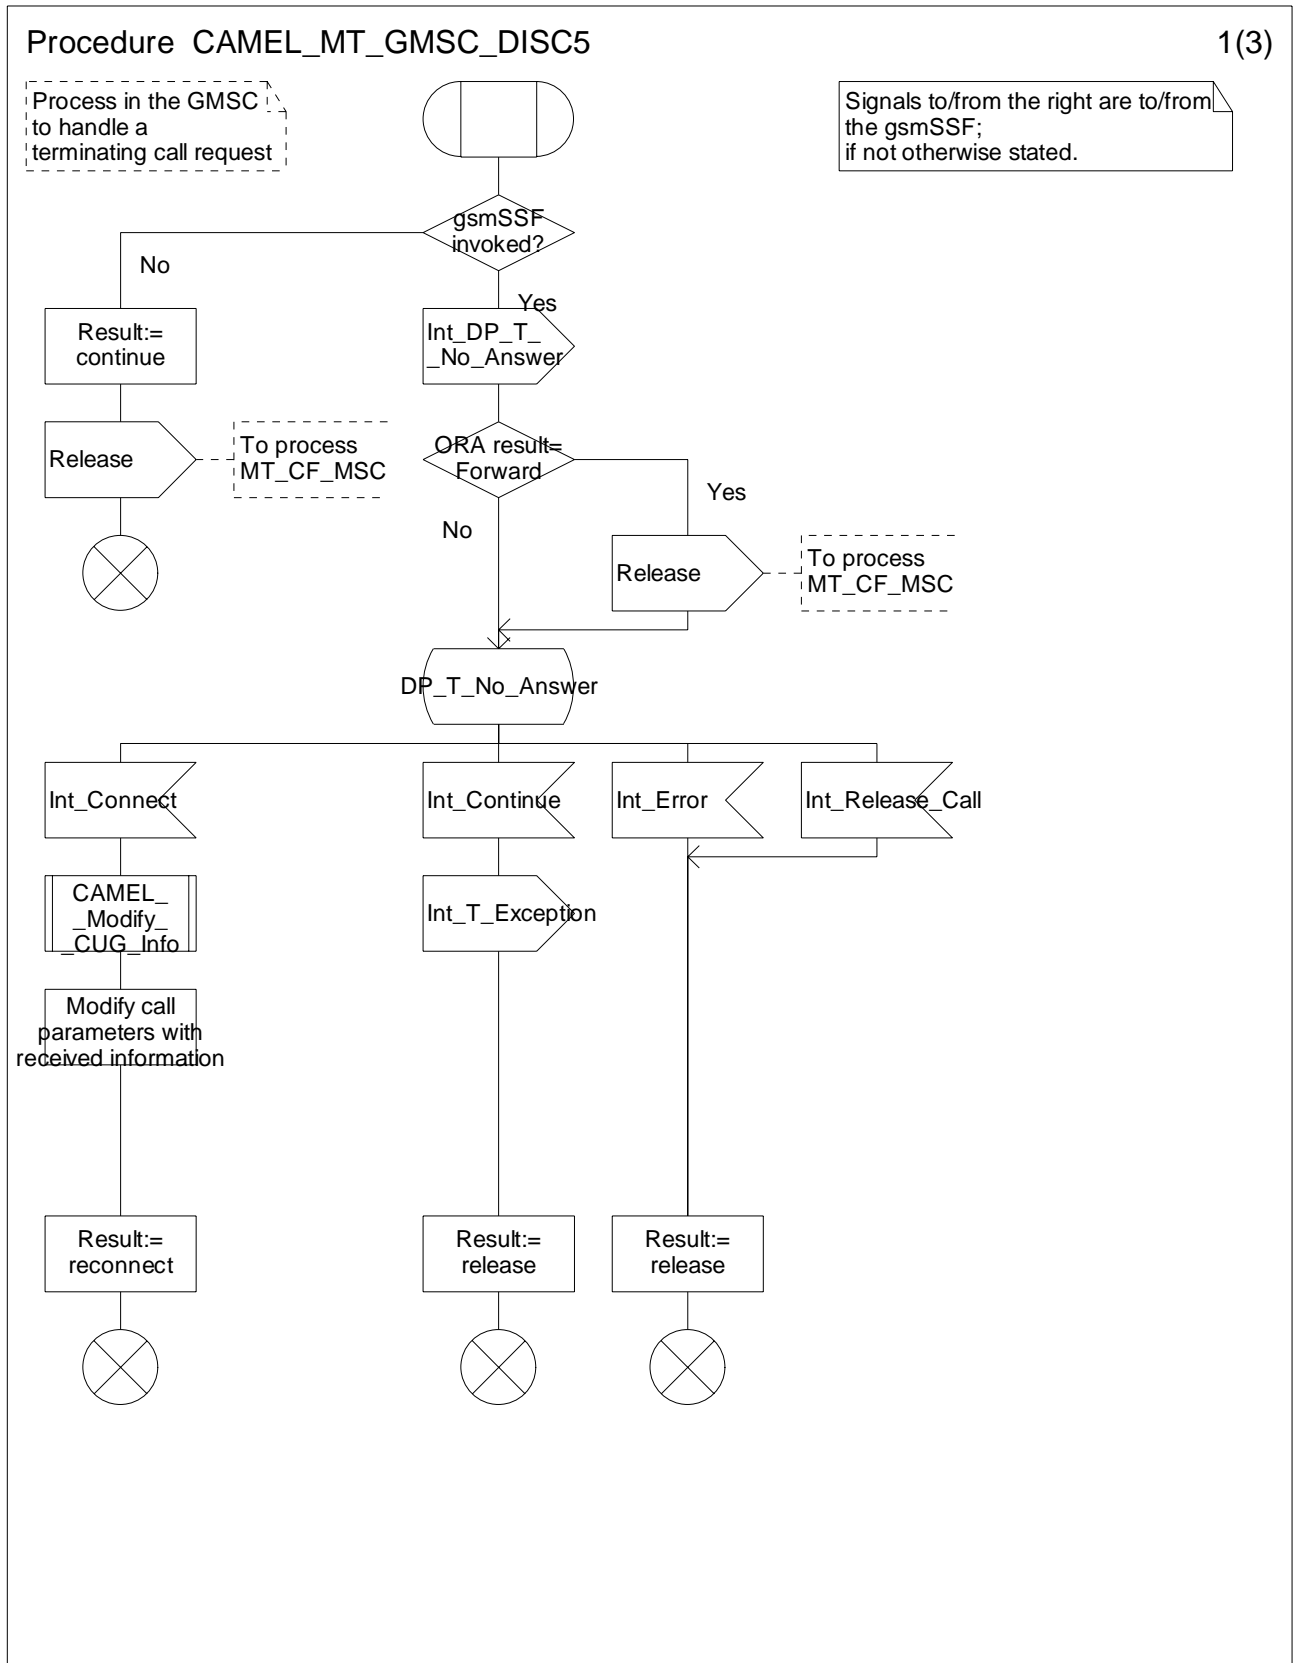 Procedure CAMEL_MT_GMSC_DISC5
1(3)
Process in the GMSC
to handle a
terminating call request
Signals to/from the right are to/from
the gsmSSF;
if not otherwise stated.
gsmSSF
invoked?
No
Yes
Result:=
continue
Int_DP_T_
_No_Answer
Release
To process
MT_CF_MSC
ORA result=
Forward
Yes
No
Release
To process
MT_CF_MSC
DP_T_No_Answer
Int_Connect
Int_Continue
Int_Error
Int_Release_Call
CAMEL_
_Modify_
_CUG_Info
Int_T_Exception
Modify call
parameters with
received information
Result:=
reconnect
Result:=
release
Result:=
release